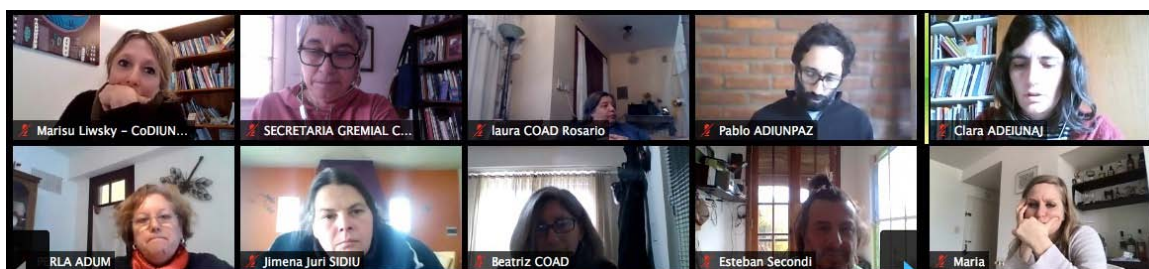 Marisu Liwsky – CoDIUN...
SECRETARIA GREMIAL C...
laura COAD Rosario
Pablo ADIUNPAZ
Clara ADEIUNAJ
RLA ADUM
Jimena Juri SIDIU
Beatriz COAD
Esteban Secondi
Maria